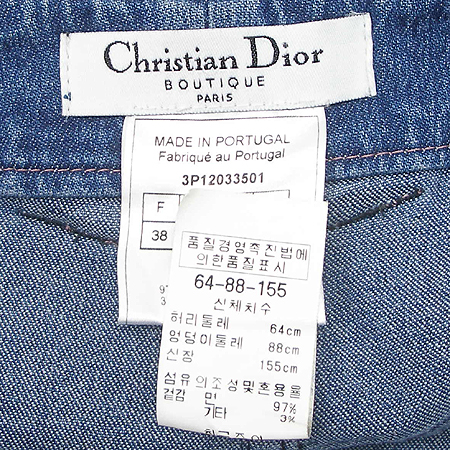 Christian Dior
BOUTIQUE
PARIS
MADE IN PORTUGAL
Fabriqué au Portugal
3P12033501
F
38
품질경영촉진법에
의한품질표시
64-88-155
신체치수
허리둘레 64cm
엉덩이둘레 88cm
신장 155cm
섬유의조성및혼용율
겉감 면 97%
기타 3%